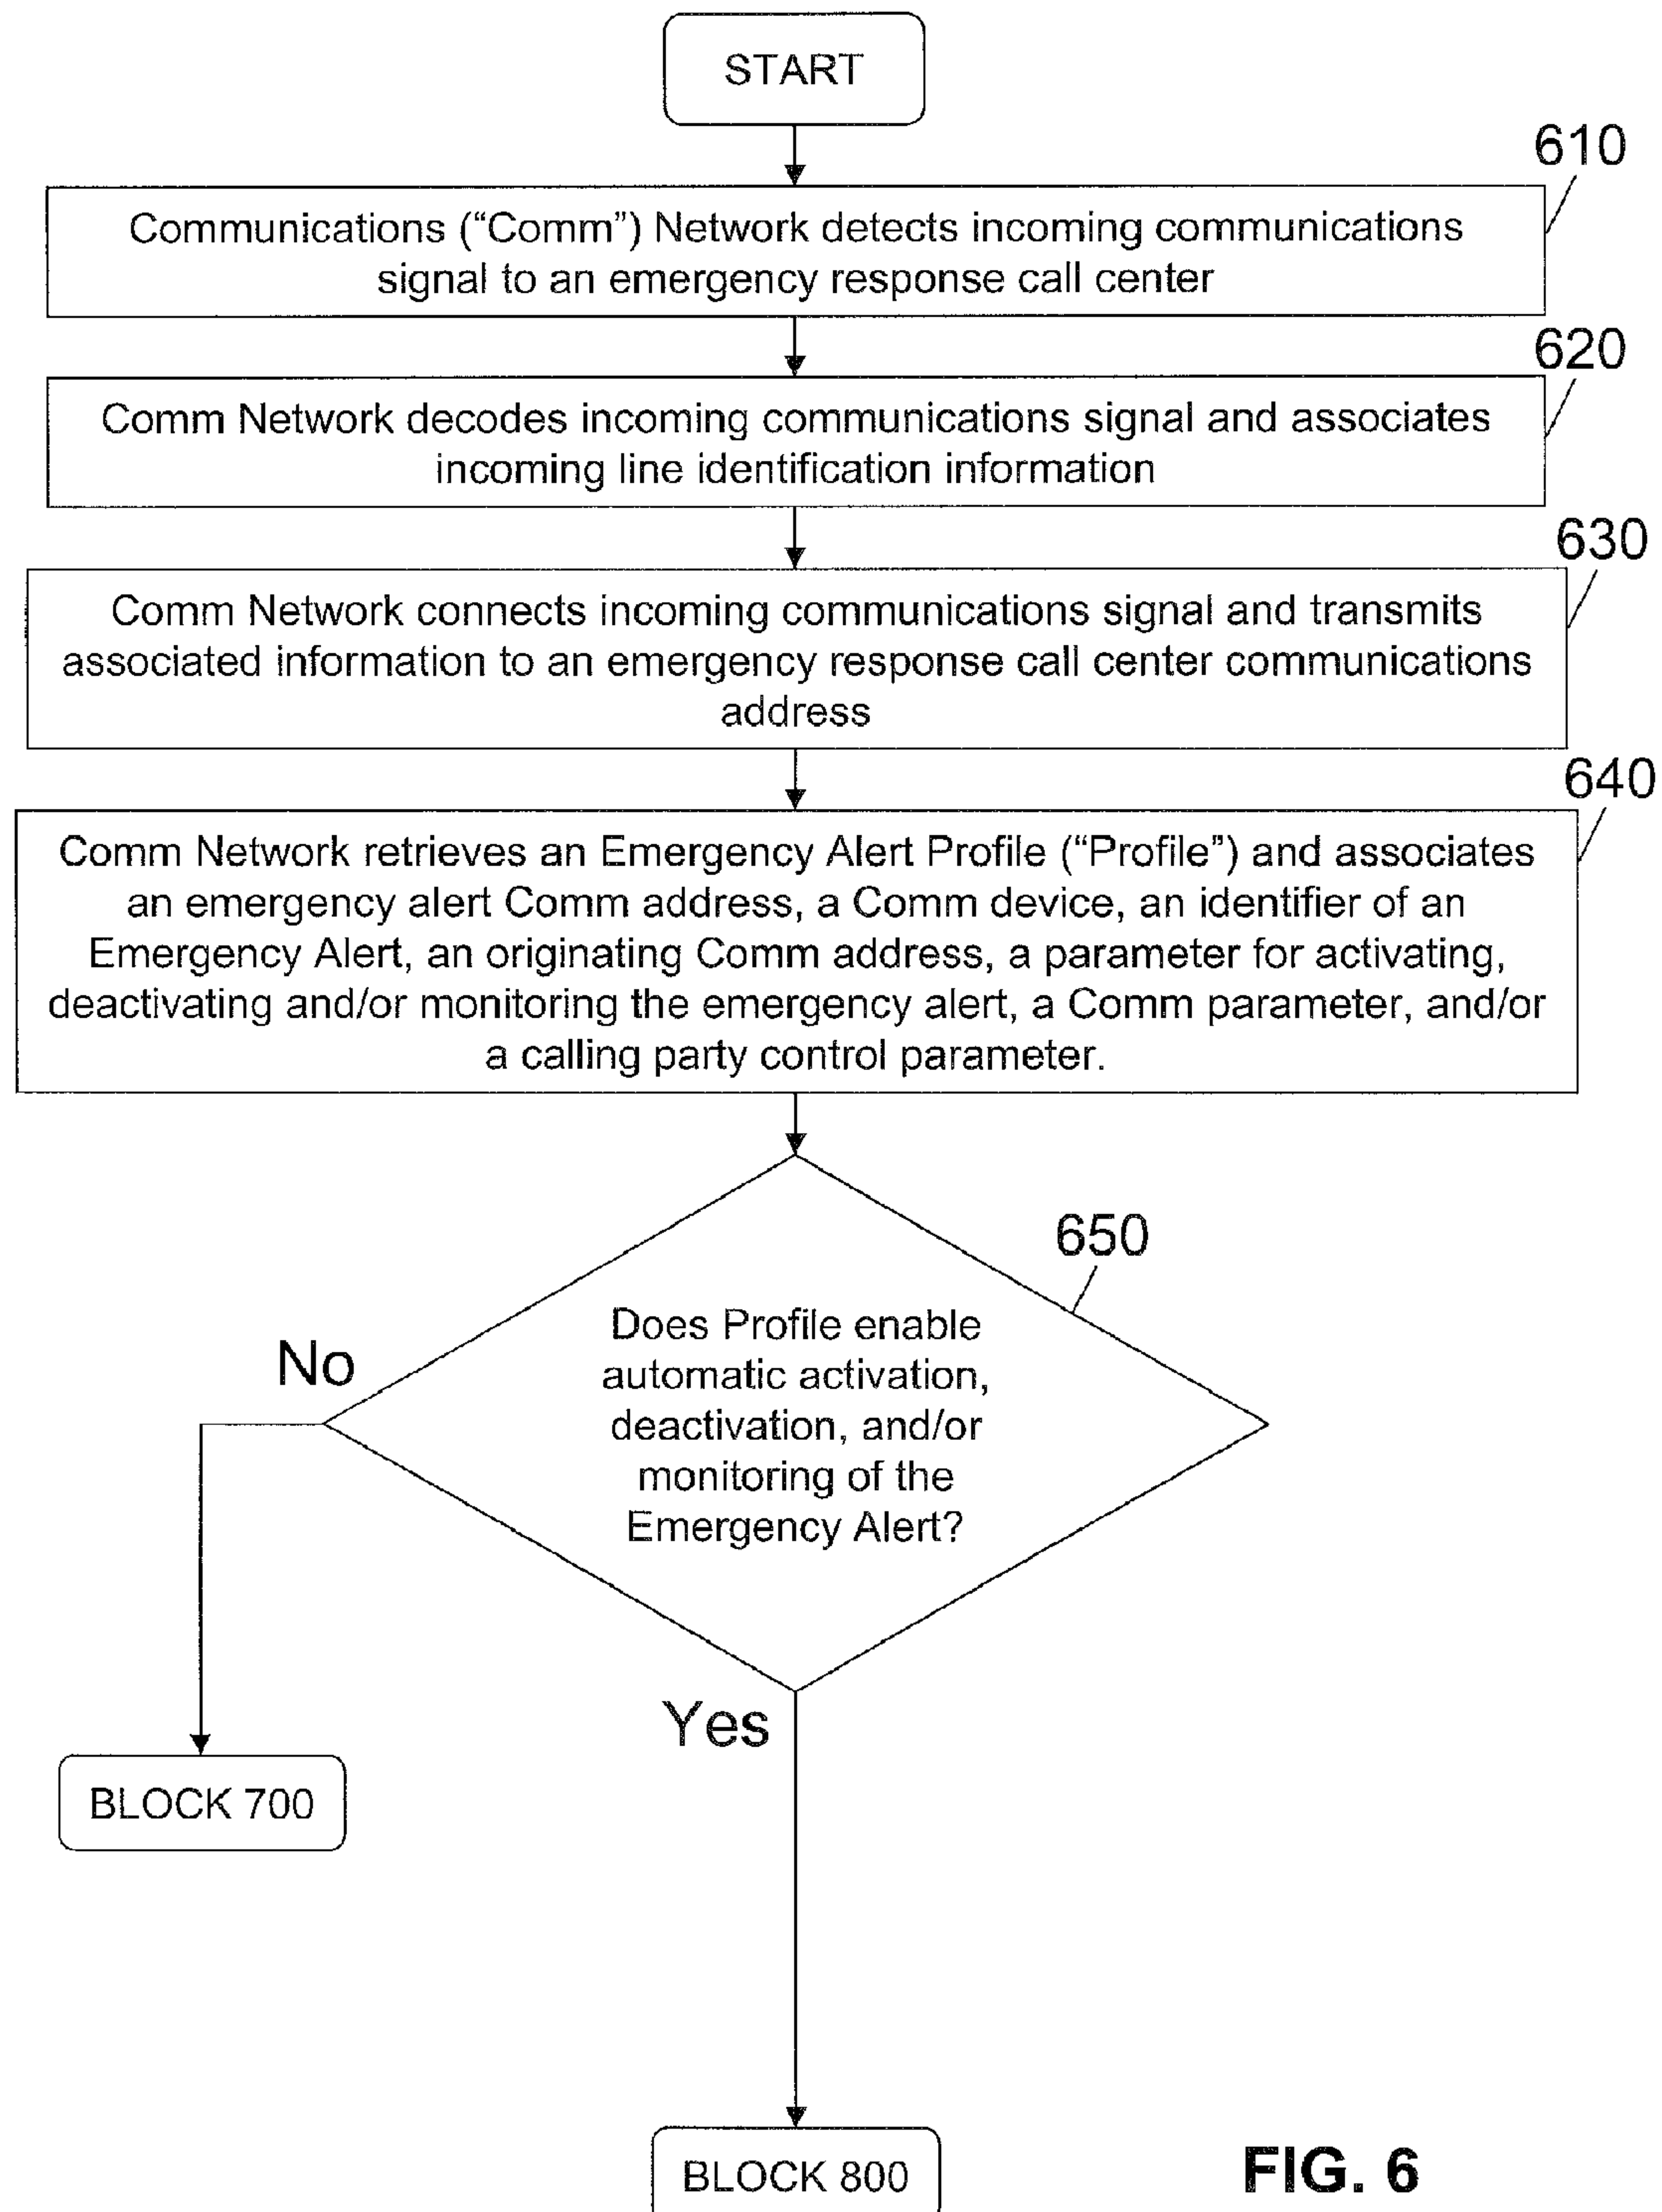 START
610
Communications (“Comm”) Network detects incoming communications
signal to an emergency response call center
620
Comm Network decodes incoming communications signal and associates
incoming line identification information
630
Comm Network connects incoming communications signal and transmits
associated information to an emergency response call center communications
address
640
Comm Network retrieves an Emergency Alert Profile (“Profile”) and associates
an emergency alert Comm address, a Comm device, an identifier of an
Emergency Alert, an originating Comm address, a parameter for activating,
deactivating and/or monitoring the emergency alert, a Comm parameter, and/or
a calling party control parameter.
650
Does Profile enable
automatic activation,
deactivation, and/or
monitoring of the
Emergency Alert?
No
Yes
BLOCK 700
BLOCK 800
FIG. 6